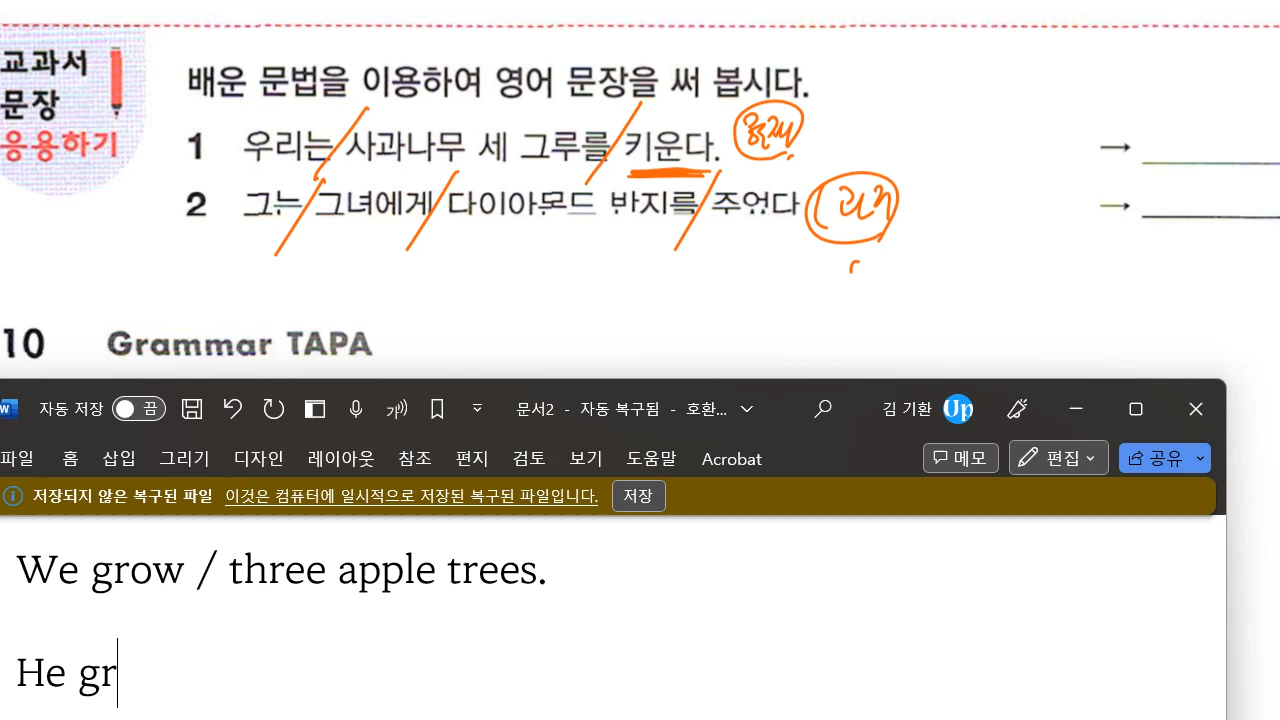 교과서
문장
응용하기
배운 문법을 이용하여 영어 문장을 써 봅시다.
1 우리는 사과나무 세 그루를 키운다. 현재 →
2 그는 그녀에게 다이아몬드 반지를 주었다 과거 →
10 Grammar TAPA
자동 저장 끔 가)) 문서2 - 자동 복구됨 - 호환... 김 기환 Up
파일 홈 삽입 그리기 디자인 레이아웃 참조 편지 검토 보기 도움말 Acrobat 메모 편집 공유
저장되지 않은 복구된 파일 이것은 컴퓨터에 일시적으로 저장된 복구된 파일입니다. 저장
We grow / three apple trees.
He gr